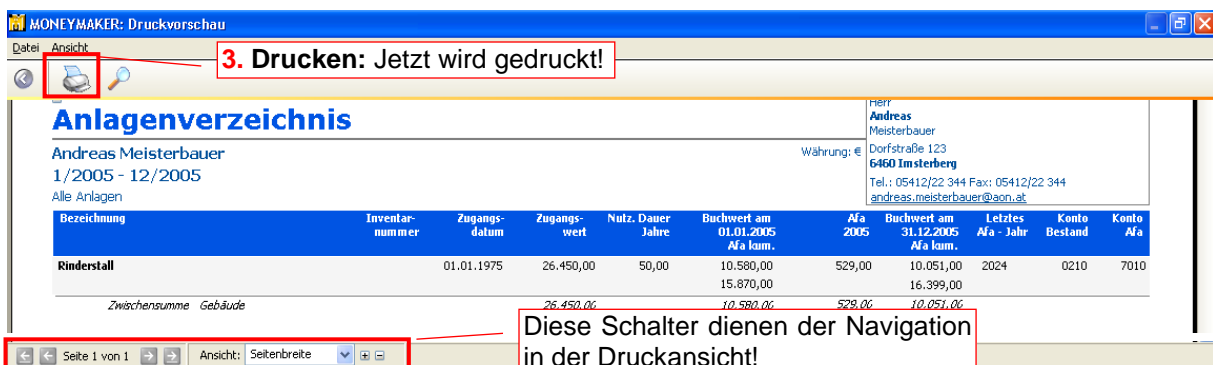 MONEYMAKER: Druckvorschau
Datei Ansicht
3. Drucken: Jetzt wird gedruckt!
Anlagenverzeichnis
Andreas Meisterbauer
1/2005 - 12/2005
Alle Anlagen
Währung: €
Herr
Andreas
Meisterbauer
Dorfstraße 123
6460 Imsterberg
Tel.: 05412/22 344 Fax: 05412/22 344
andreas.meisterbauer@aon.at
Bezeichnung Inventar- Zugangs- Zugangs- Nutz. Dauer Buchwert am Afa Buchwert am Letztes Konto Konto
nummer datum wert Jahre 01.01.2005 2005 31.12.2005 Afa - Jahr Bestand Afa
Afa kum. Afa kum.
Rinderstall 01.01.1975 26.450,00 50,00 10.580,00 529,00 10.051,00 2024 0210 7010
15.870,00 16.399,00
Zwischensumme Gebäude 26.450,00 10.580,00 529,00 10.051,00
Diese Schalter dienen der Navigation
in der Druckansicht!
Seite 1 von 1 Ansicht: Seitenbreite